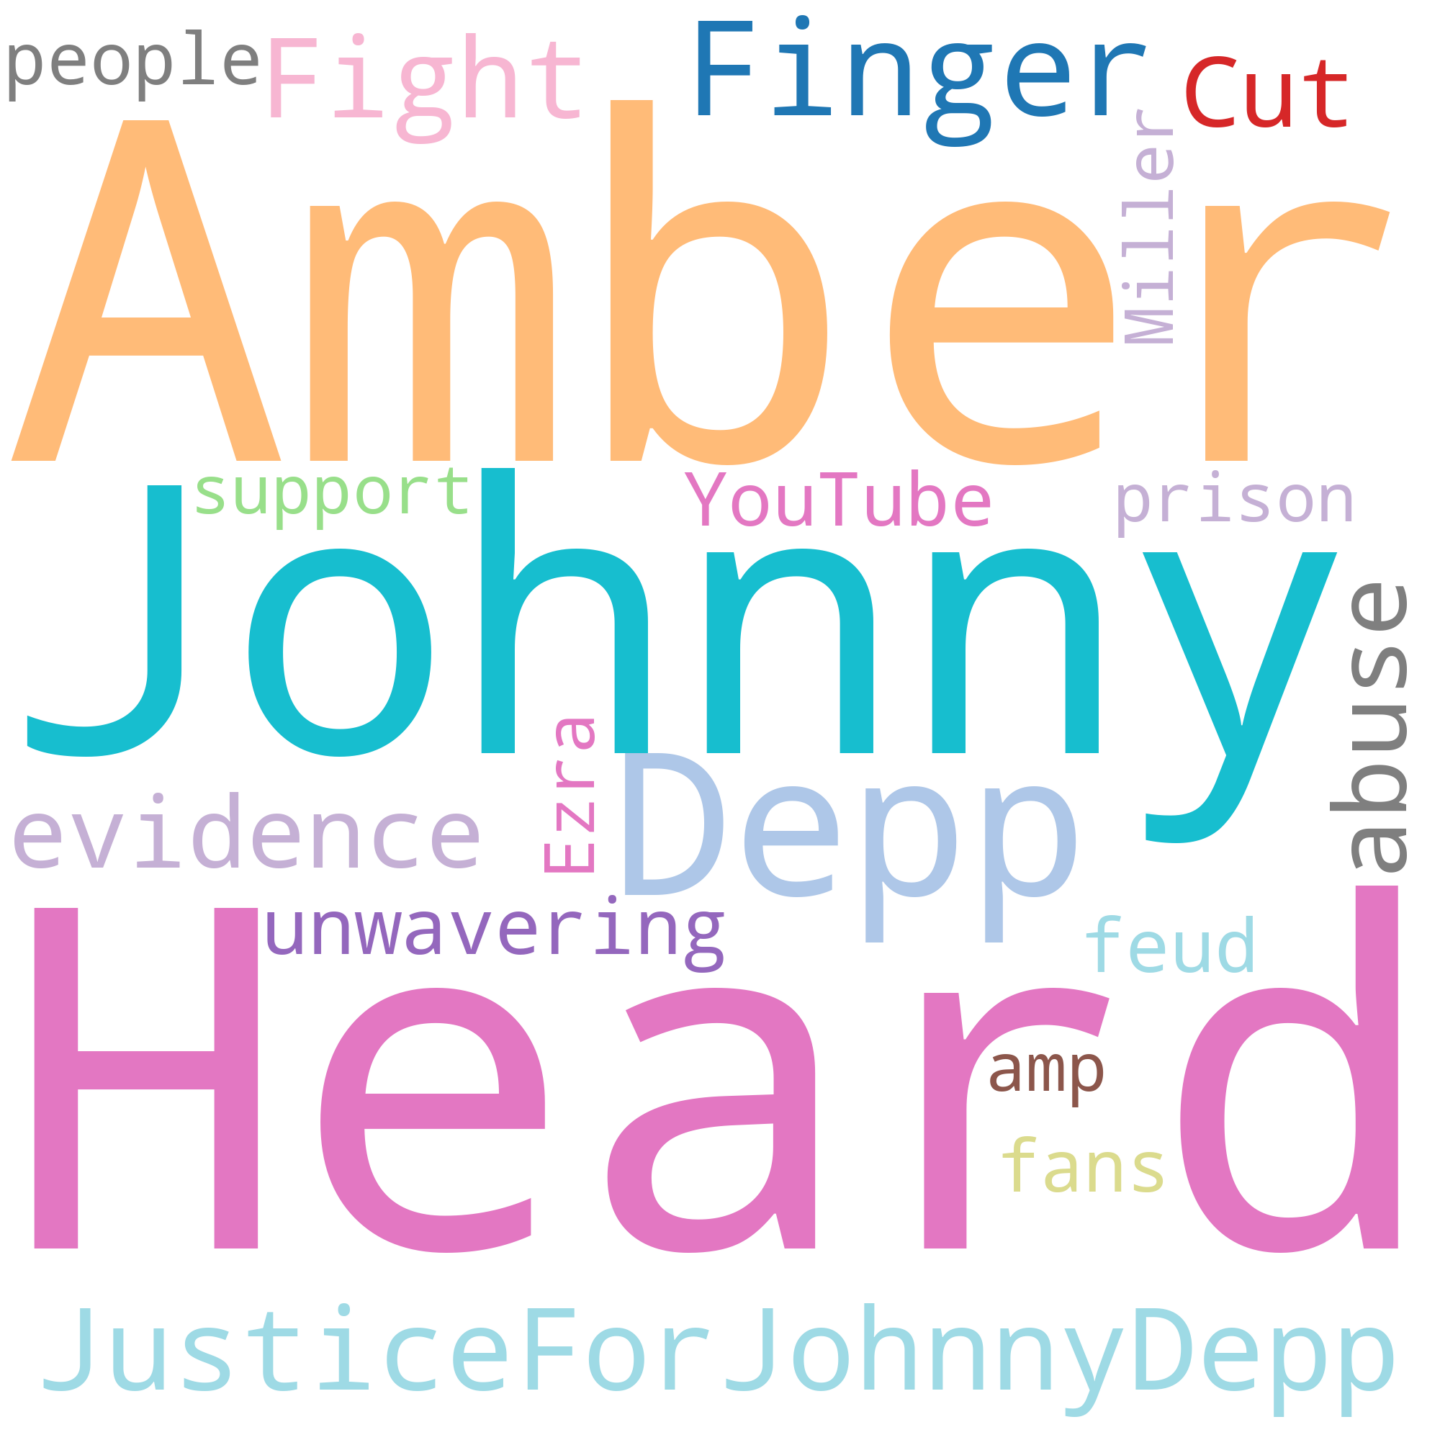 people
Fight
Finger
Cut
Miller
Amber
support
YouTube
prison
Johnny
abuse
Ezra
Depp
evidence
unwavering
feud
Heard
amp
fans
JusticeForJohnnyDepp